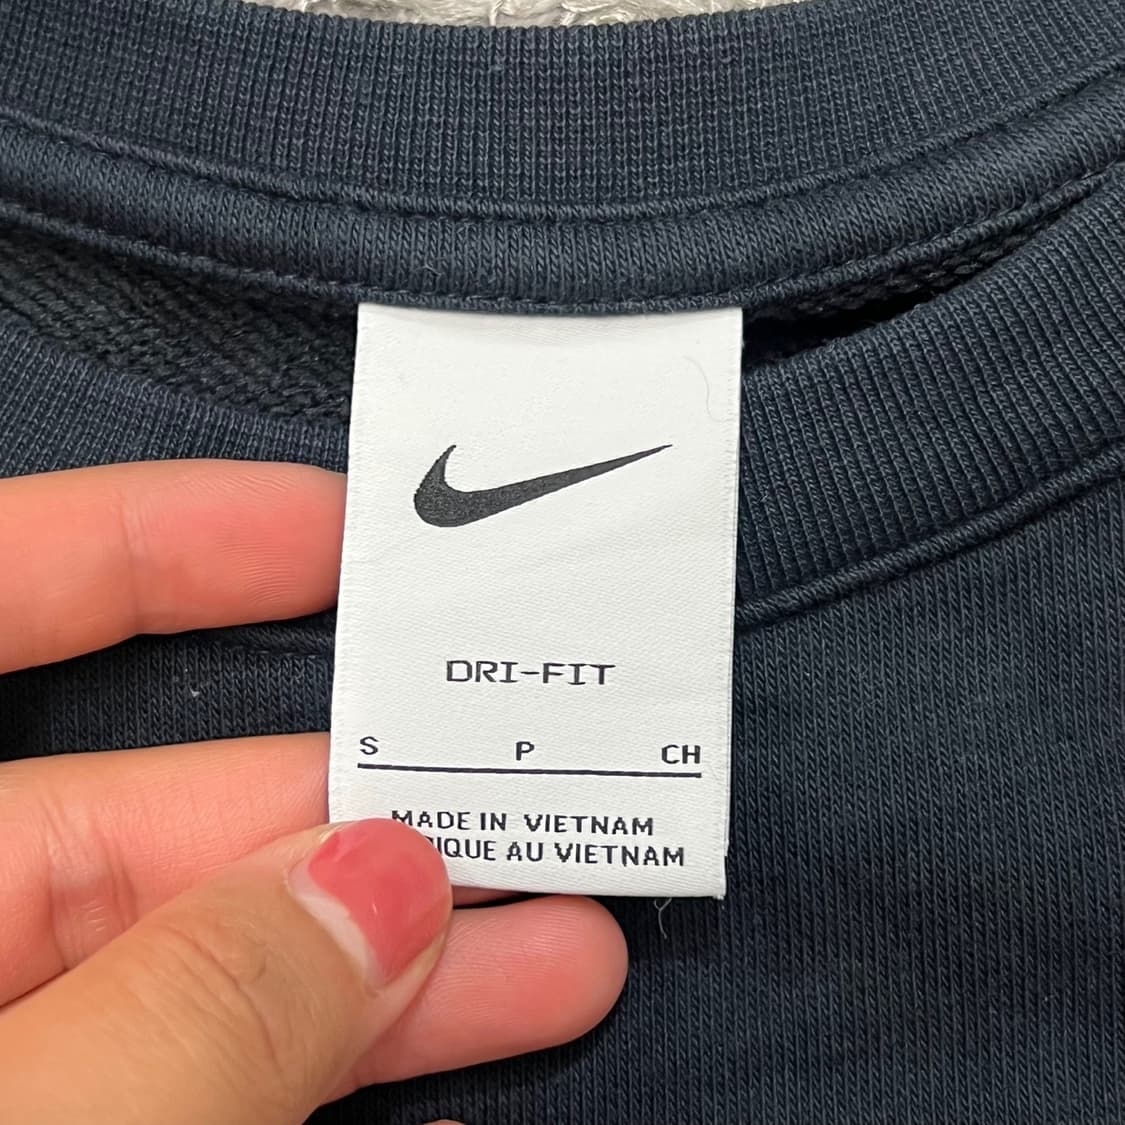 DRI-FIT
S P CH
MADE IN VIETNAM
AU VIETNAM